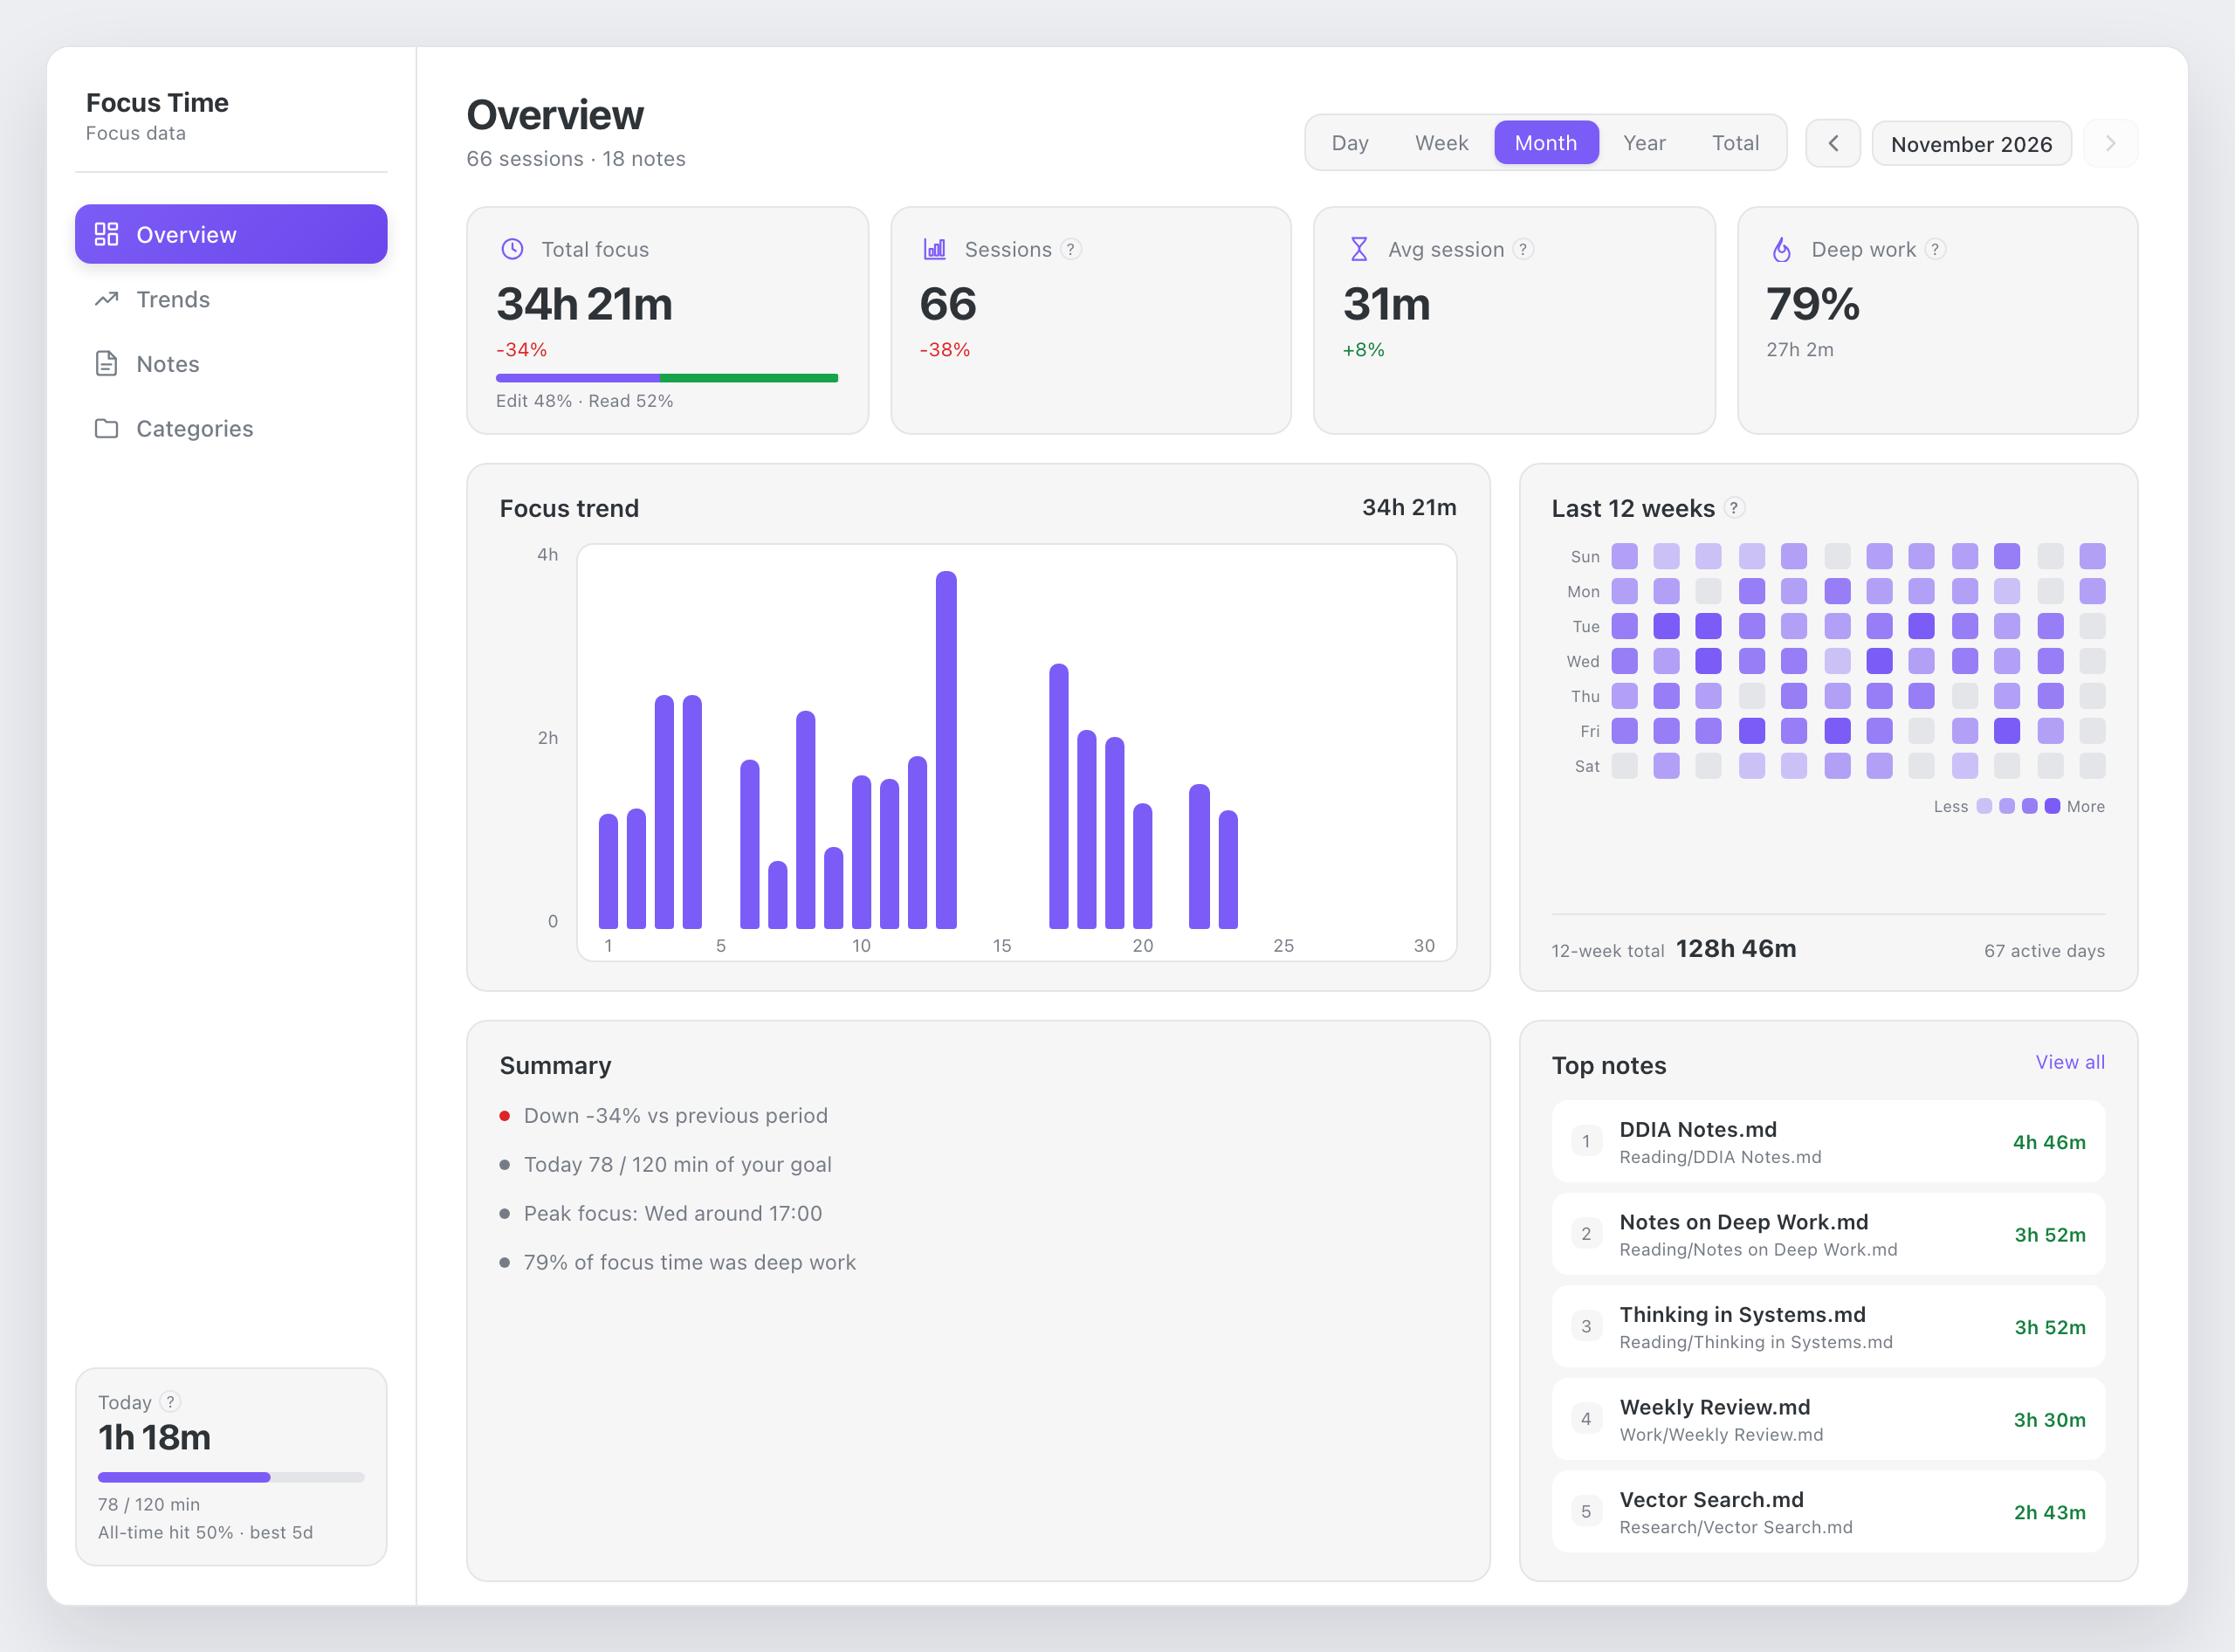 Focus Time
Focus data
Overview
Trends
Notes
Categories
Today ?
1h 18m
78 / 120 min
All-time hit 50% · best 5d
Overview
66 sessions · 18 notes
Day Week Month Year Total
November 2026
Total focus
34h 21m
-34%
Edit 48% · Read 52%
Sessions ?
66
-38%
Avg session ?
31m
+8%
Deep work ?
79%
27h 2m
Focus trend 34h 21m
4h
2h
0
1 5 10 15 20 25 30
Last 12 weeks ?
Sun
Mon
Tue
Wed
Thu
Fri
Sat
Less More
12-week total 128h 46m 67 active days
Summary
Down -34% vs previous period
Today 78 / 120 min of your goal
Peak focus: Wed around 17:00
79% of focus time was deep work
Top notes View all
1 DDIA Notes.md 4h 46m
Reading/DDIA Notes.md
2 Notes on Deep Work.md 3h 52m
Reading/Notes on Deep Work.md
3 Thinking in Systems.md 3h 52m
Reading/Thinking in Systems.md
4 Weekly Review.md 3h 30m
Work/Weekly Review.md
5 Vector Search.md 2h 43m
Research/Vector Search.md